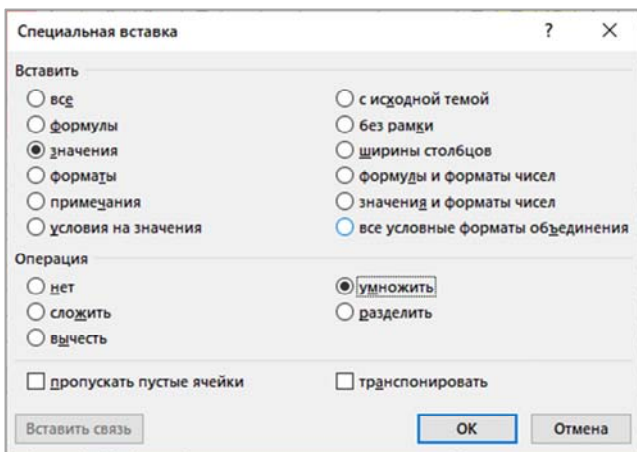 Специальная вставка ?
Вставить
все
формулы
значения
форматы
примечания
условия на значения
с исходной темой
без рамки
ширины столбцов
формулы и форматы чисел
значения и форматы чисел
все условные форматы объединения
Операция
нет
сложить
вычесть
умножить
разделить
пропускать пустые ячейки
транспонировать
Вставить связь
ОК
Отмена